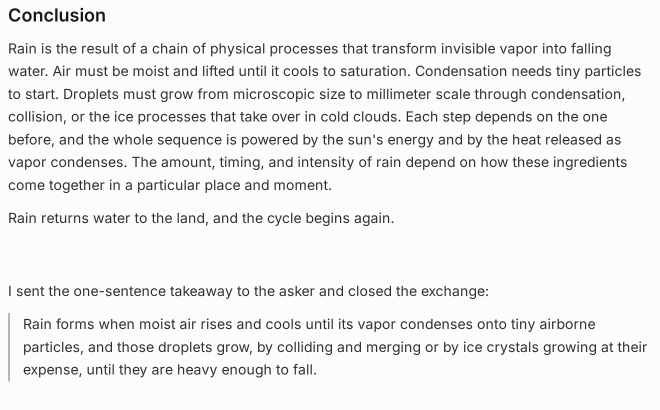 Conclusion
Rain is the result of a chain of physical processes that transform invisible vapor into falling
water. Air must be moist and lifted until it cools to saturation. Condensation needs tiny particles
to start. Droplets must grow from microscopic size to millimeter scale through condensation,
collision, or the ice processes that take over in cold clouds. Each step depends on the one
before, and the whole sequence is powered by the sun's energy and by the heat released as
vapor condenses. The amount, timing, and intensity of rain depend on how these ingredients
come together in a particular place and moment.
Rain returns water to the land, and the cycle begins again.
I sent the one-sentence takeaway to the asker and closed the exchange:
Rain forms when moist air rises and cools until its vapor condenses onto tiny airborne
particles, and those droplets grow, by colliding and merging or by ice crystals growing at their
expense, until they are heavy enough to fall.